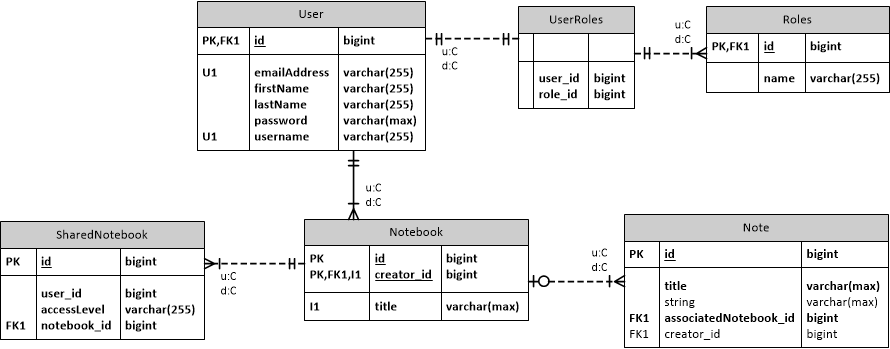 User
PK,FK1 id bigint
U1 emailAddress varchar(255)
firstName varchar(255)
lastName varchar(255)
password varchar(max)
U1 username varchar(255)
u:C
d:C
UserRoles
user_id bigint
role_id bigint
u:C
d:C
Roles
PK,FK1 id bigint
name varchar(255)
u:C
d:C
SharedNotebook
PK id bigint
user_id bigint
accessLevel varchar(255)
FK1 notebook_id bigint
u:C
d:C
Notebook
PK id bigint
PK,FK1,I1 creator_id bigint
I1 title varchar(max)
u:C
d:C
Note
PK id bigint
title varchar(max)
string varchar(max)
FK1 associatedNotebook_id bigint
FK1 creator_id bigint